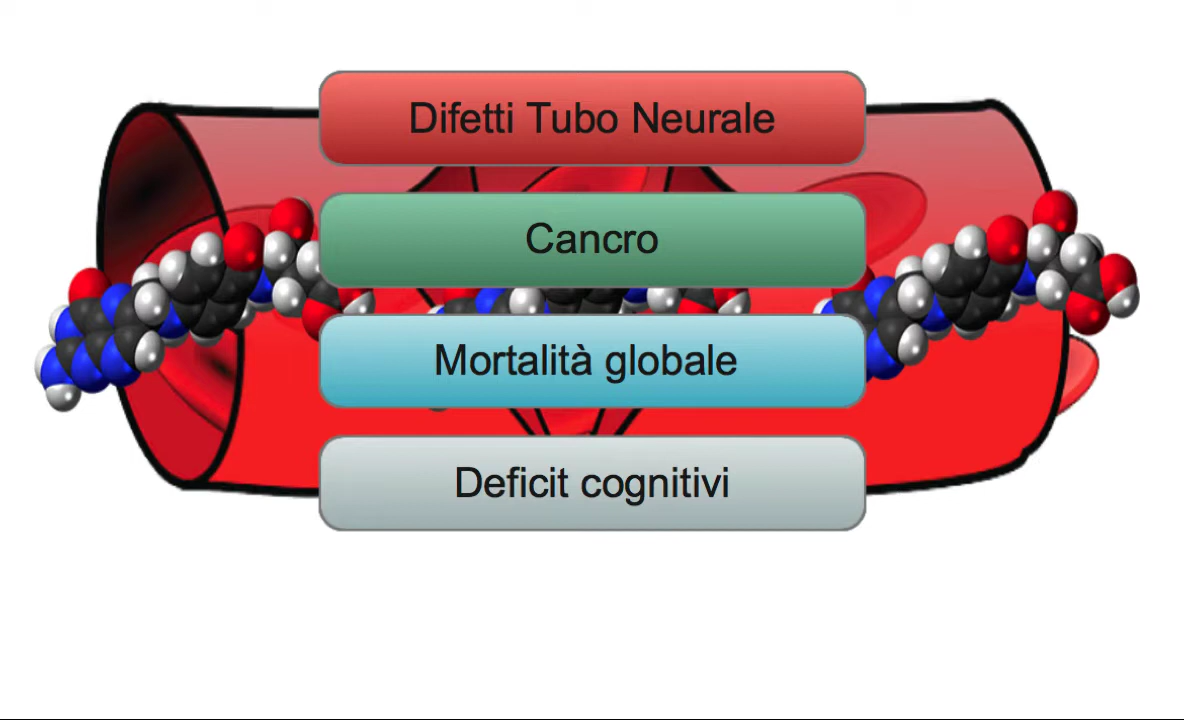 Difetti Tubo Neurale
Cancro
Mortalità globale
Deficit cognitivi